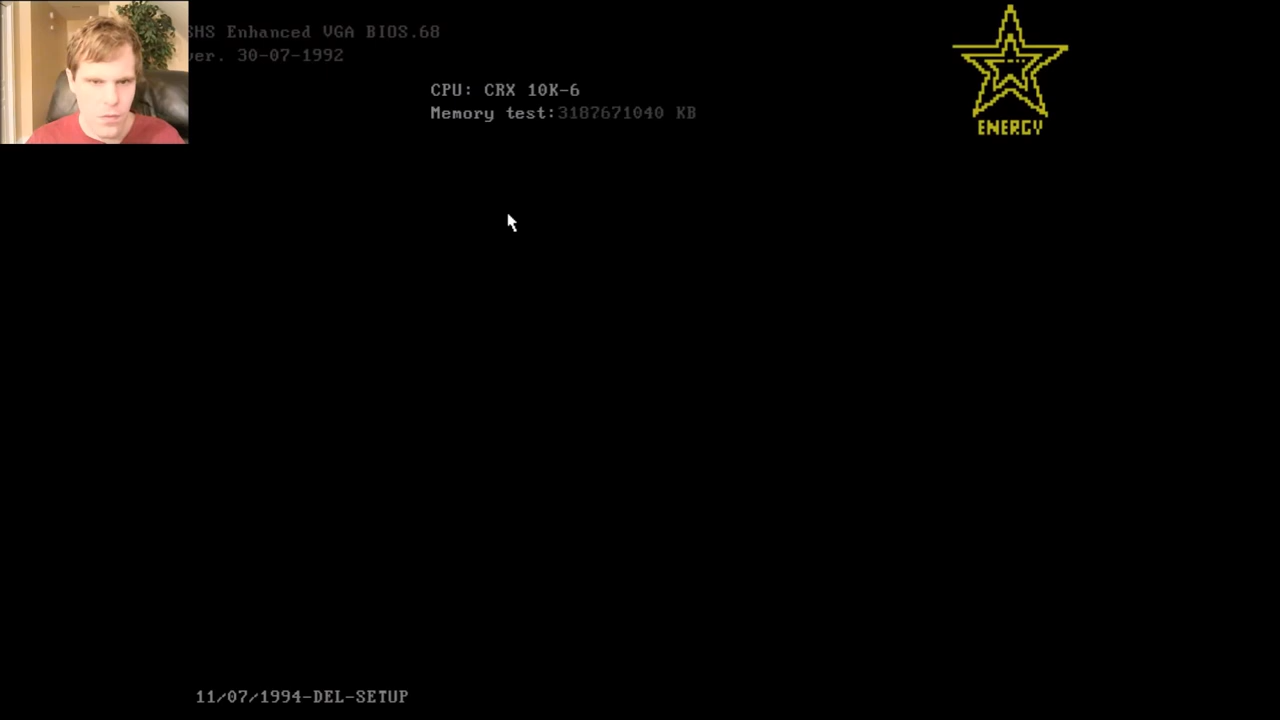 SHS Enhanced VGA BIOS.68
ver. 30-07-1992
CPU: CRX 10K-6
Memory test:3187671040 KB
ENERGY
11/07/1994-DEL-SETUP